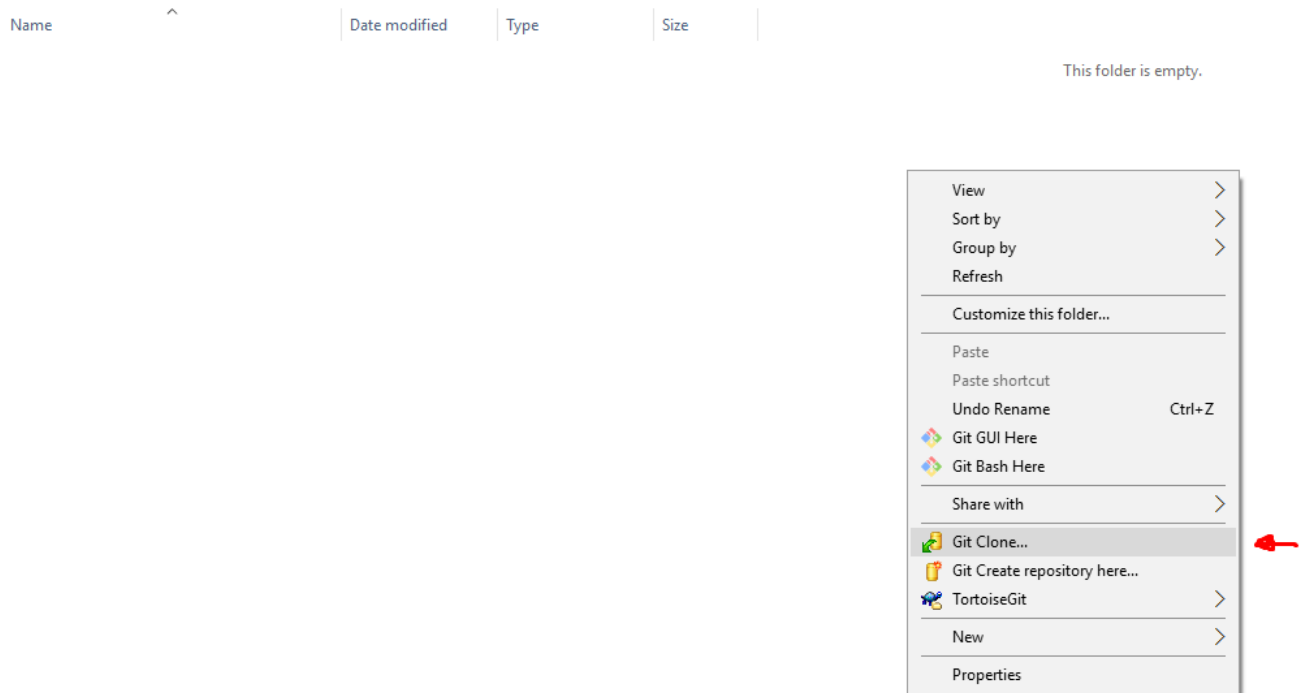 Name Date modified Type Size
This folder is empty.
View
Sort by
Group by
Refresh
Customize this folder...
Paste
Paste shortcut
Undo Rename Ctrl+Z
Git GUI Here
Git Bash Here
Share with
Git Clone...
Git Create repository here...
TortoiseGit
New
Properties